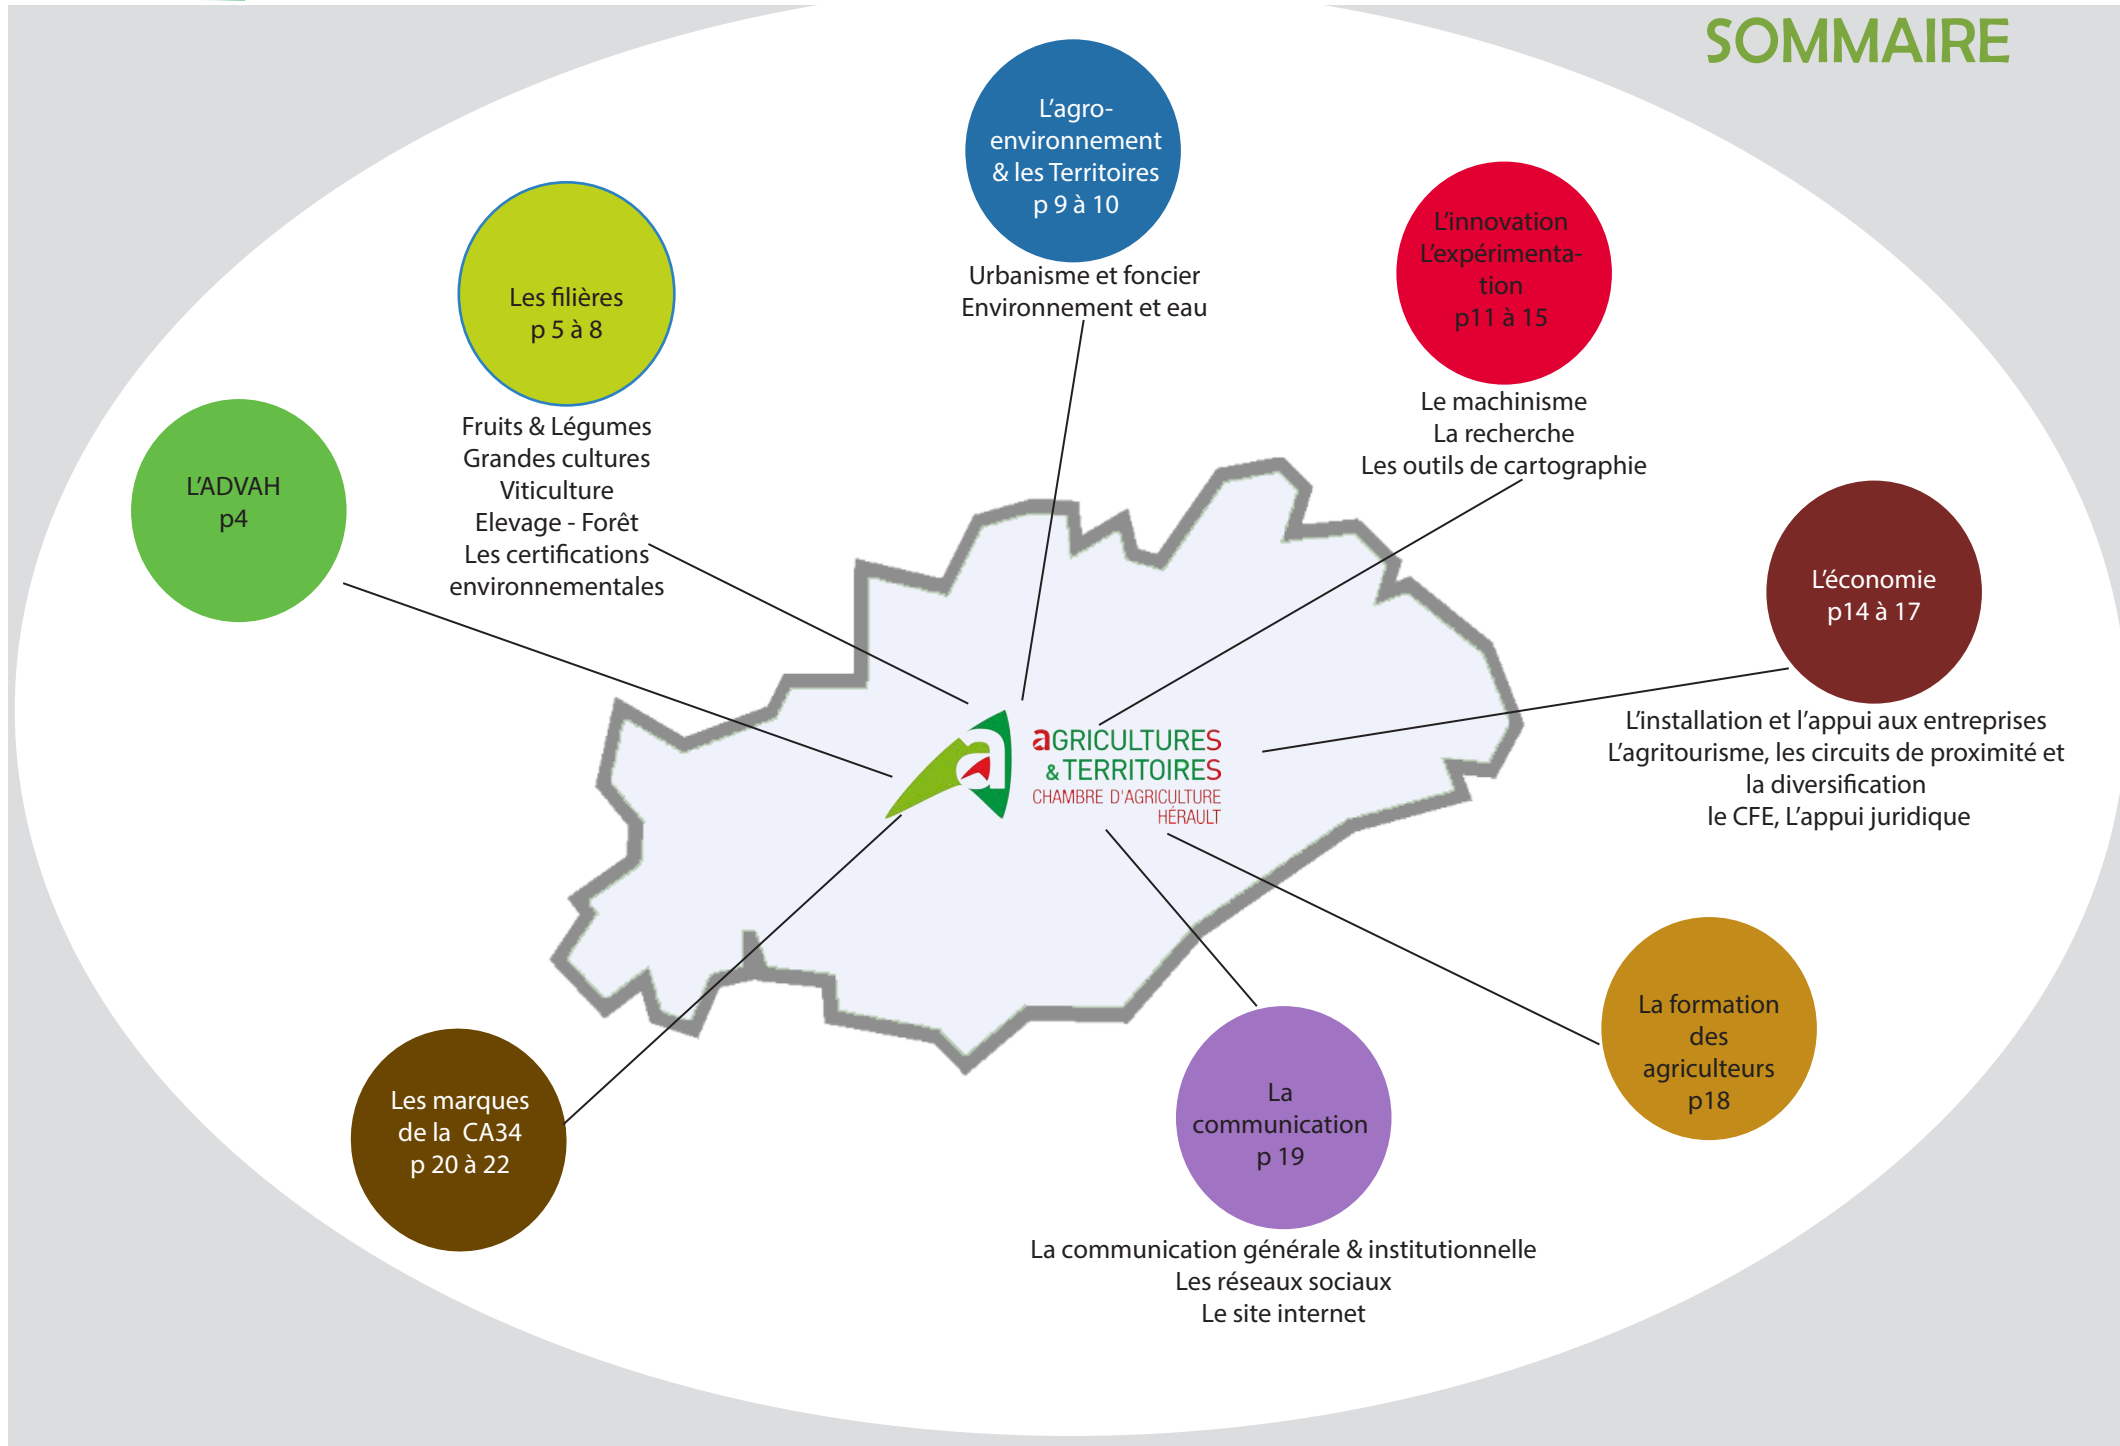 SOMMAIRE
L'ADVAH
p4
Les filières
p 5 à 8
Fruits & Légumes
Grandes cultures
Viticulture
Elevage - Forêt
Les certifications
environnementales
L'agro-
environnement
& les Territoires
p 9 à 10
Urbanisme et foncier
Environnement et eau
L'innovation
L'expérimenta-
tion
p11 à 15
Le machinisme
La recherche
Les outils de cartographie
L'économie
p14 à 17
L'installation et l'appui aux entreprises
L'agritourisme, les circuits de proximité et
la diversification
le CFE, L'appui juridique
aGRICULTURES
& TERRITOIRES
CHAMBRE D'AGRICULTURE
HÉRAULT
La formation
des
agriculteurs
p18
La
communication
p 19
La communication générale & institutionnelle
Les réseaux sociaux
Le site internet
Les marques
de la  CA34
p 20 à 22